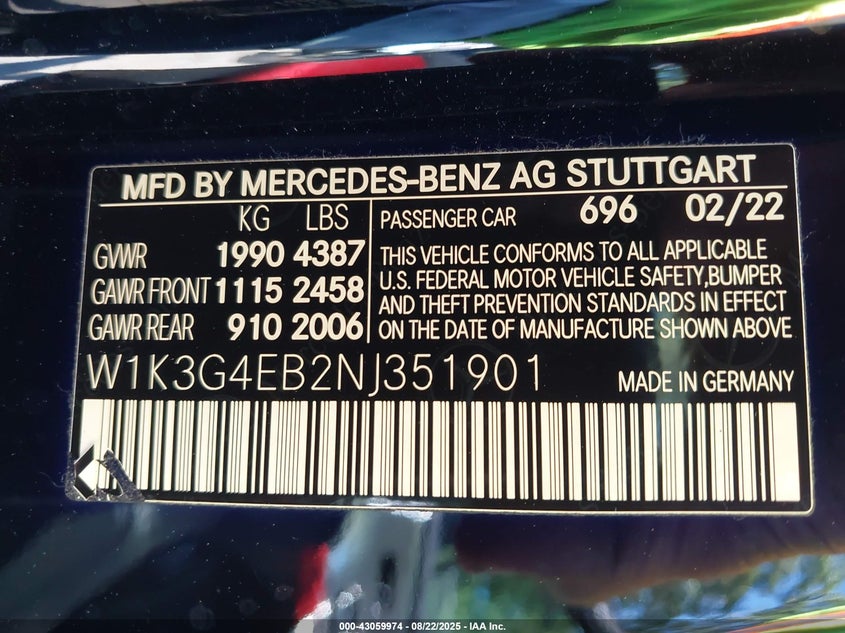 MFD BY MERCEDES-BENZ AG STUTTGART
KG LBS
GVWR 1990 4387
GAWR FRONT 1115 2458
GAWR REAR 910 2006
PASSENGER CAR 696 02/22
THIS VEHICLE CONFORMS TO ALL APPLICABLE
U.S. FEDERAL MOTOR VEHICLE SAFETY,BUMPER
AND THEFT PREVENTION STANDARDS IN EFFECT
ON THE DATE OF MANUFACTURE SHOWN ABOVE
W1K3G4EB2NJ351901 MADE IN GERMANY
000-43059974 - 08/22/2025 - IAA Inc.